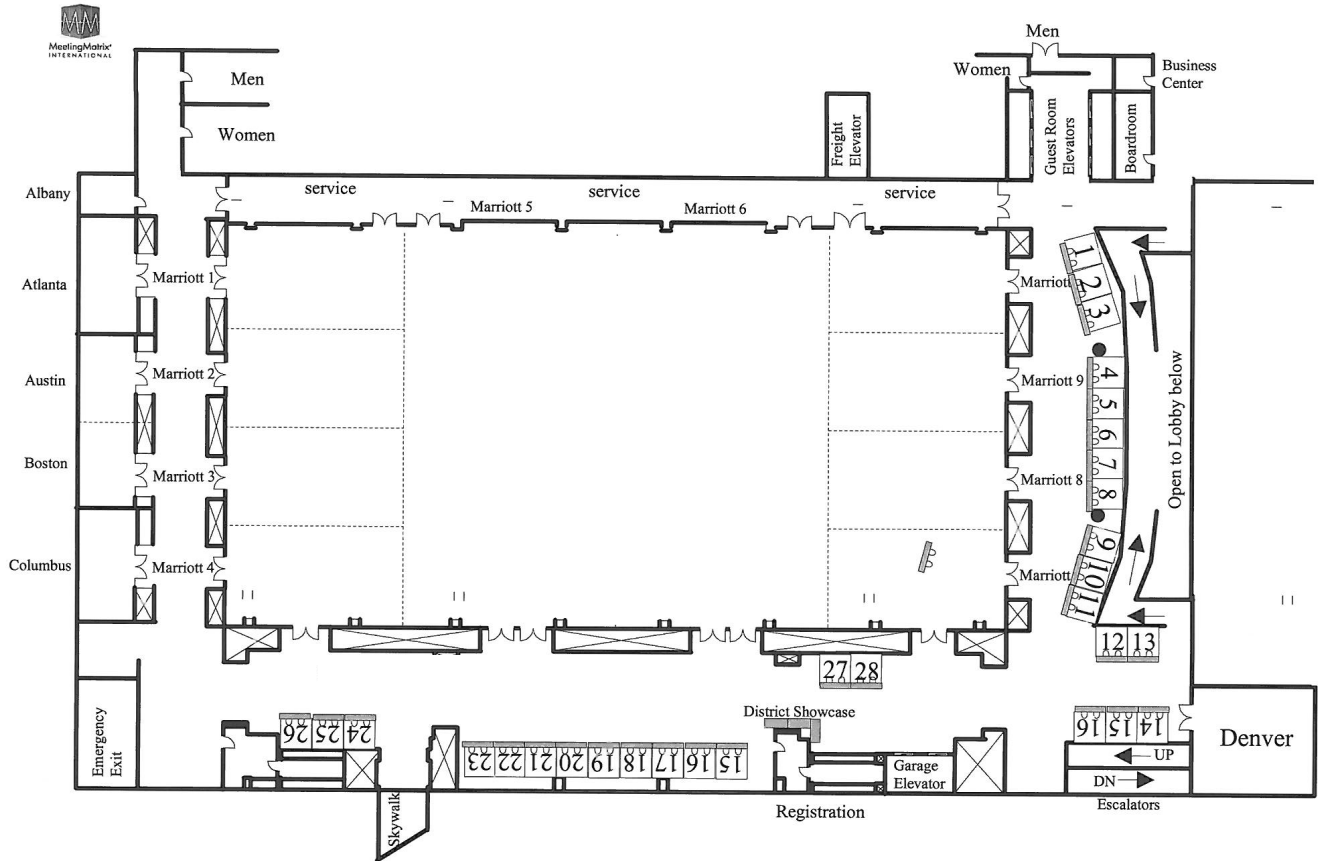 MeetingMatrix®
INTERNATIONAL
Men
Women
Men
Women
Business
Center
Freight
Elevator
Guest Room
Elevators
Boardroom
Albany
service
service
service
Marriott 5
Marriott 6
Atlanta
Marriott 1
Marriott
1
2
3
Austin
Marriott 2
Marriott 9
4
5
6
7
8
Open to Lobby below
Boston
Marriott 3
Marriott 8
Columbus
Marriott 4
Marriott
9
10
11
12
13
27
28
Emergency
Exit
26
25
24
District Showcase
16
15
14
Denver
23
22
21
20
19
18
17
16
15
Garage
Elevator
UP
DN
Escalators
Skywalk
Registration